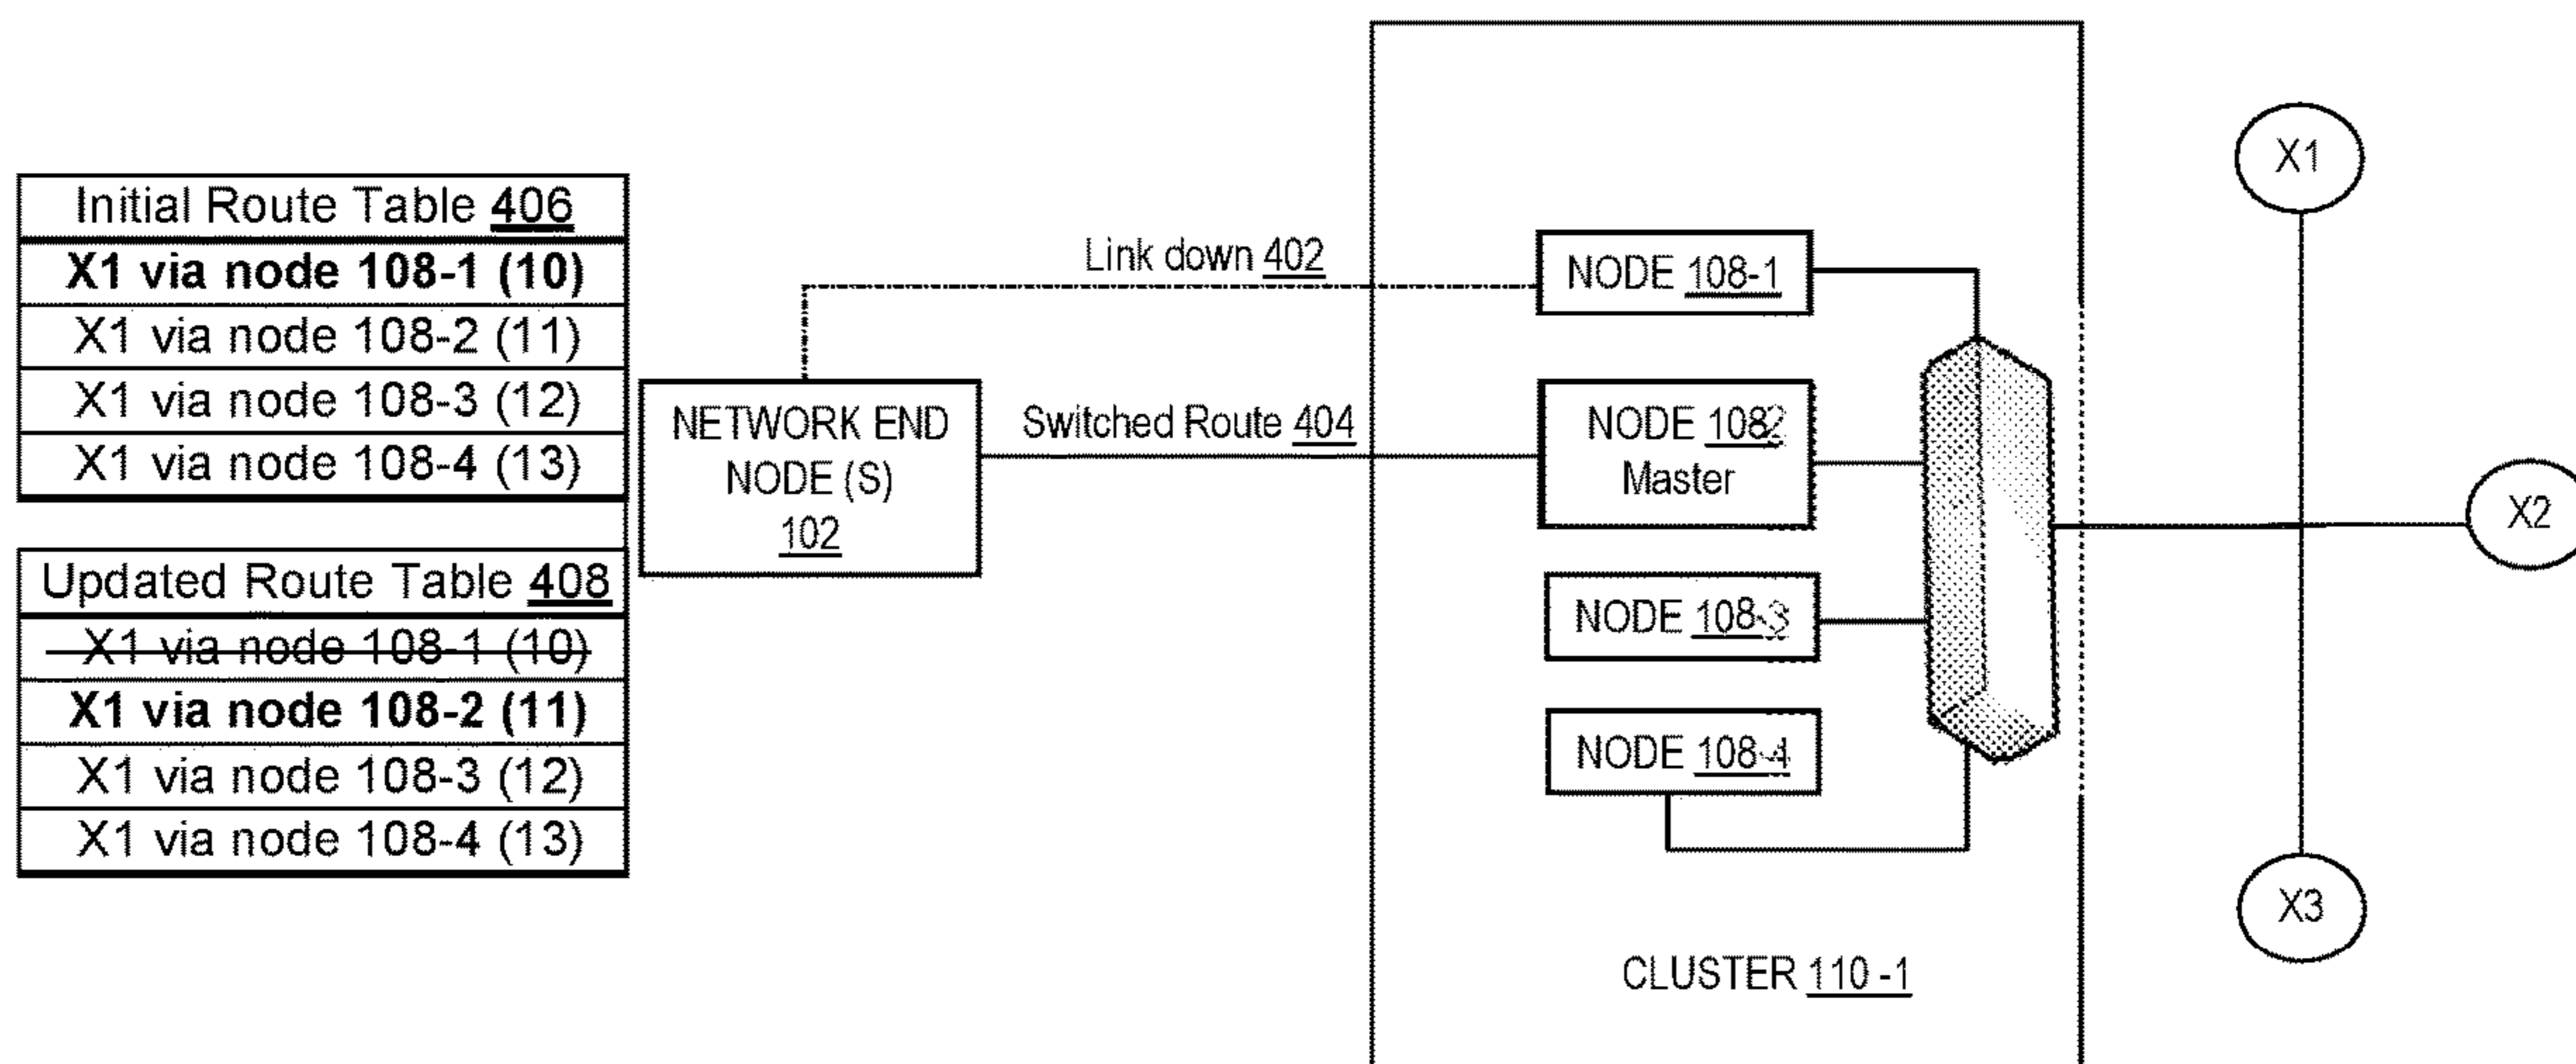 Initial Route Table 406
X1 via node 108-1 (10)
X1 via node 108-2 (11)
X1 via node 108-3 (12)
X1 via node 108-4 (13)
Updated Route Table 408
X1 via node 108-1 (10)
X1 via node 108-2 (11)
X1 via node 108-3 (12)
X1 via node 108-4 (13)
NETWORK END
NODE (S)
102
Link down 402
Switched Route 404
NODE 108-1
NODE 1082
Master
NODE 108-3
NODE 108-4
CLUSTER 110 -1
X1
X2
X3